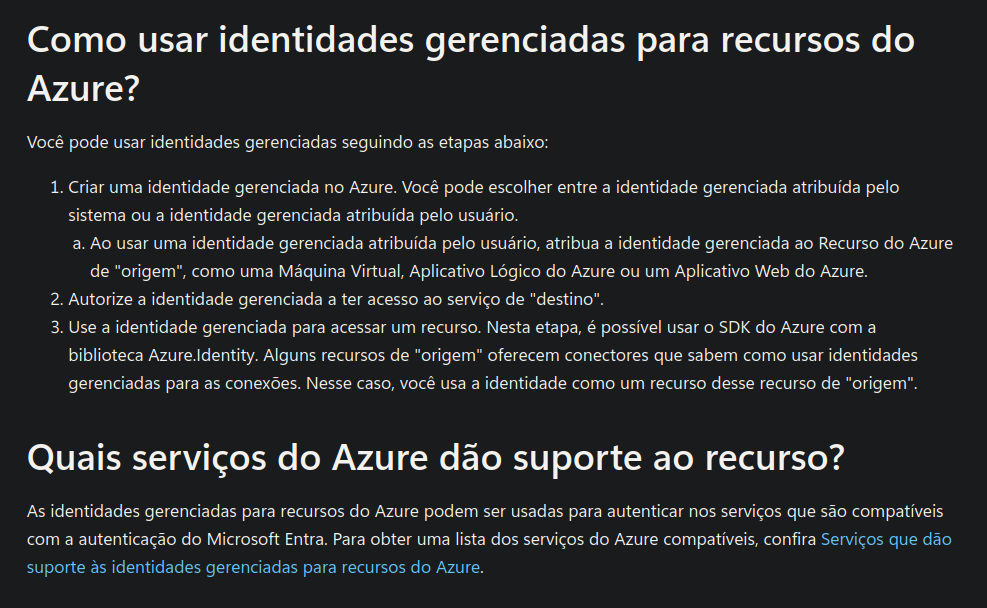 Como usar identidades gerenciadas para recursos do
Azure?
Você pode usar identidades gerenciadas seguindo as etapas abaixo:
1. Criar uma identidade gerenciada no Azure. Você pode escolher entre a identidade gerenciada atribuída pelo
sistema ou a identidade gerenciada atribuída pelo usuário.
a. Ao usar uma identidade gerenciada atribuída pelo usuário, atribua a identidade gerenciada ao Recurso do Azure
de "origem", como uma Máquina Virtual, Aplicativo Lógico do Azure ou um Aplicativo Web do Azure.
2. Autorize a identidade gerenciada a ter acesso ao serviço de "destino".
3. Use a identidade gerenciada para acessar um recurso. Nesta etapa, é possível usar o SDK do Azure com a
biblioteca Azure.Identity. Alguns recursos de "origem" oferecem conectores que sabem como usar identidades
gerenciadas para as conexões. Nesse caso, você usa a identidade como um recurso desse recurso de "origem".
Quais serviços do Azure dão suporte ao recurso?
As identidades gerenciadas para recursos do Azure podem ser usadas para autenticar nos serviços que são compatíveis
com a autenticação do Microsoft Entra. Para obter uma lista dos serviços do Azure compatíveis, confira Serviços que dão
suporte às identidades gerenciadas para recursos do Azure.